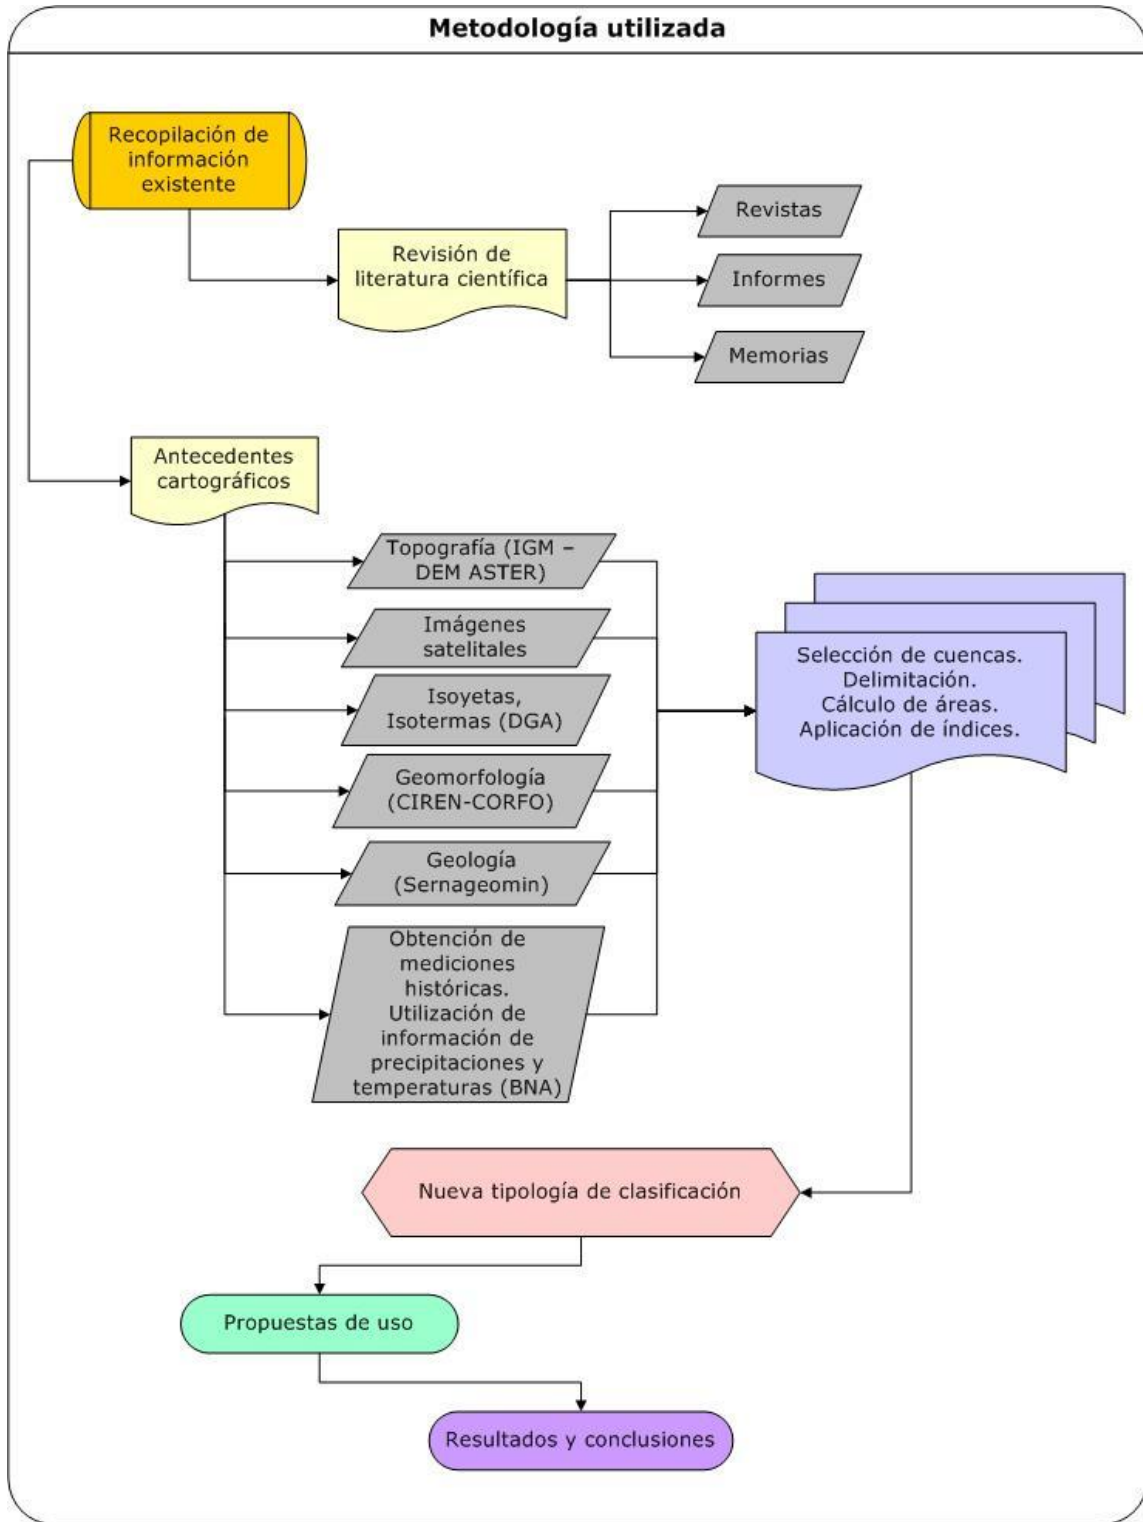 Metodología utilizada
Recopilación de
información
existente
Revisión de
literatura científica
Revistas
Informes
Memorias
Antecedentes
cartográficos
Topografía (IGM –
DEM ASTER)
Imágenes
satelitales
Isoyetas,
Isotermas (DGA)
Geomorfología
(CIREN-CORFO)
Geología
(Sernageomin)
Obtención de
mediciones
históricas.
Utilización de
información de
precipitaciones y
temperaturas (BNA)
Selección de cuencas.
Delimitación.
Cálculo de áreas.
Aplicación de índices.
Nueva tipología de clasificación
Propuestas de uso
Resultados y conclusiones